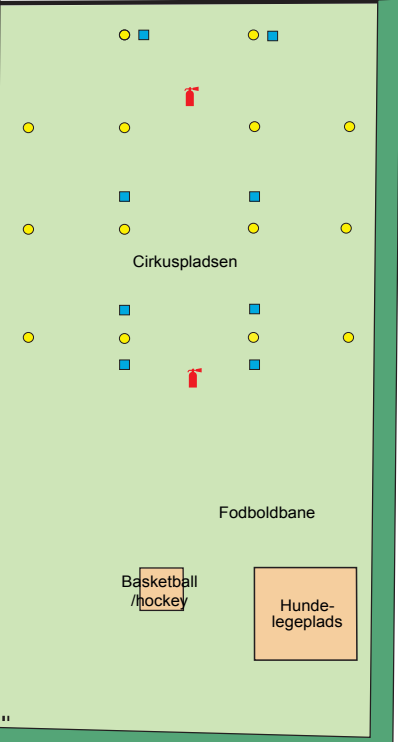 Cirkuspladsen
Fodboldbane
Basketball
/hockey
Hunde-
legeplads
"